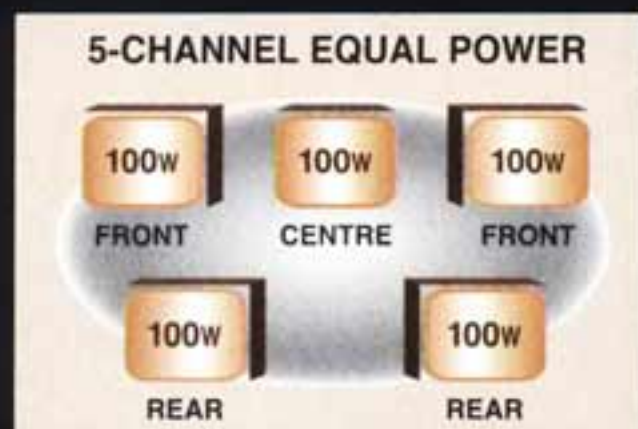 5-CHANNEL EQUAL POWER
100W 100W 100W
FRONT CENTRE FRONT
100W 100W
REAR REAR